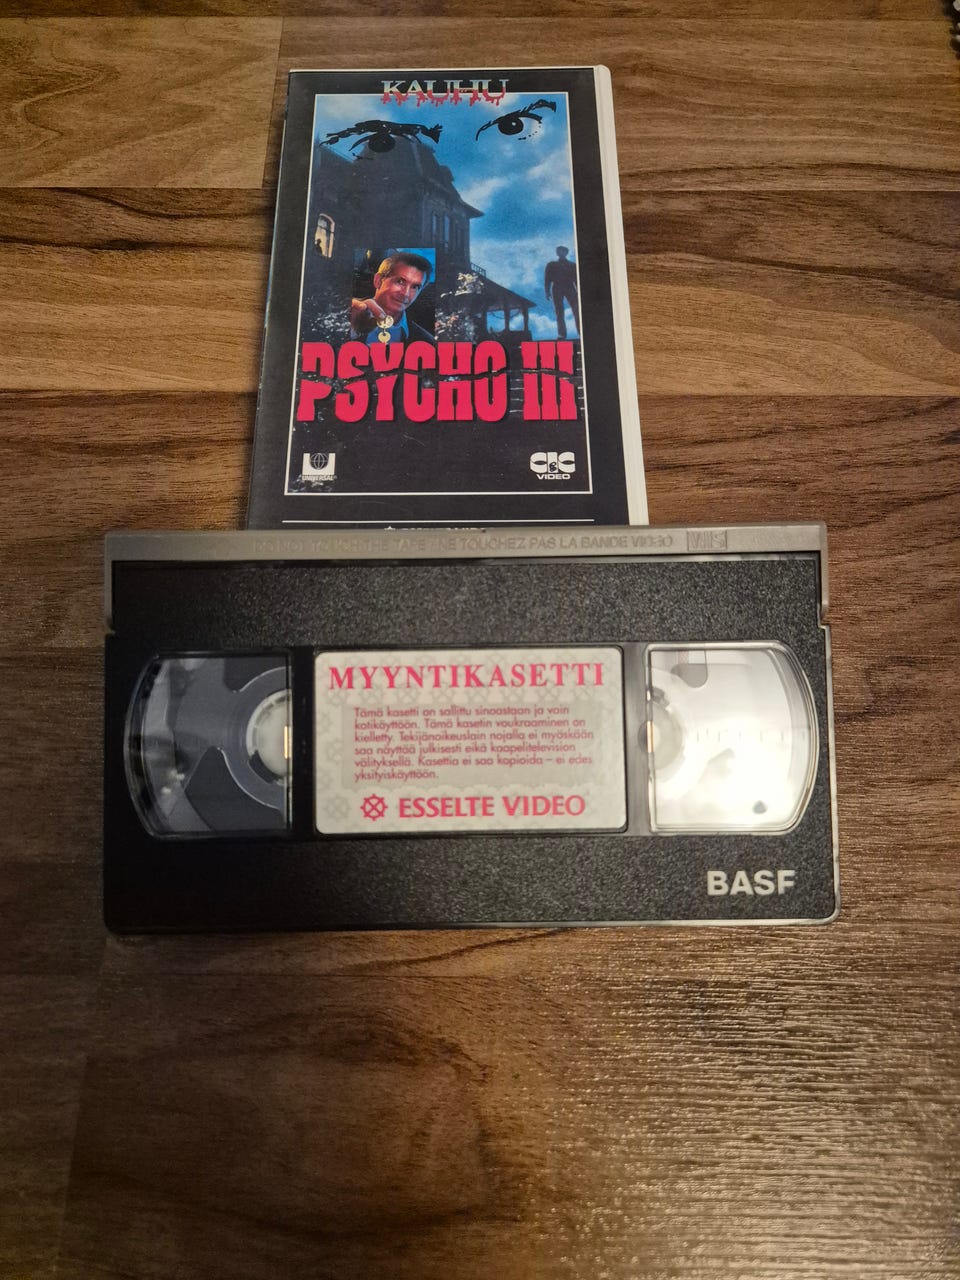 KAUHU
PSYCHO III
UNIVERSAL
CIC
VIDEO
DO NOT TOUCH THE TAPE / NE TOUCHEZ PAS LA BANDE VIDEO VHS
MYYNTIKASETTI
Tämä kasetti on sallittu sinoastaan ja vain
kotikäyttöön. Tämä kasetin vuokraaminen on
kielletty. Tekijänoikeuslain nojalla ei myöskään
saa näyttää julkisesti eikä kaapelitelevision
välityksellä. Kasettia ei saa kopioida – ei edes
yksityiskäyttöön.
ESSELTE VIDEO
BASF